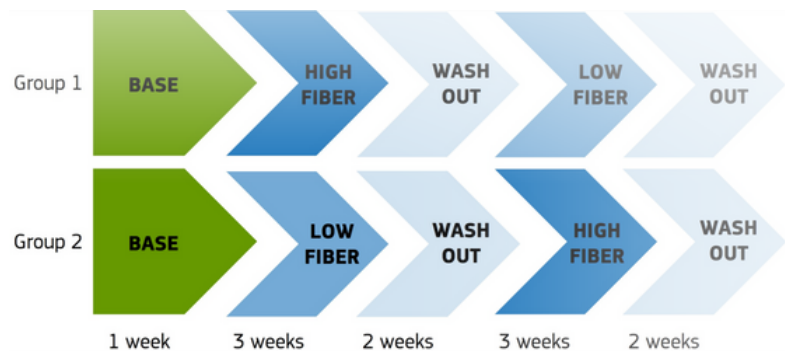 Group 1
BASE
HIGH
FIBER
WASH
OUT
LOW
FIBER
WASH
OUT
Group 2
BASE
LOW
FIBER
WASH
OUT
HIGH
FIBER
WASH
OUT
1 week
3 weeks
2 weeks
3 weeks
2 weeks